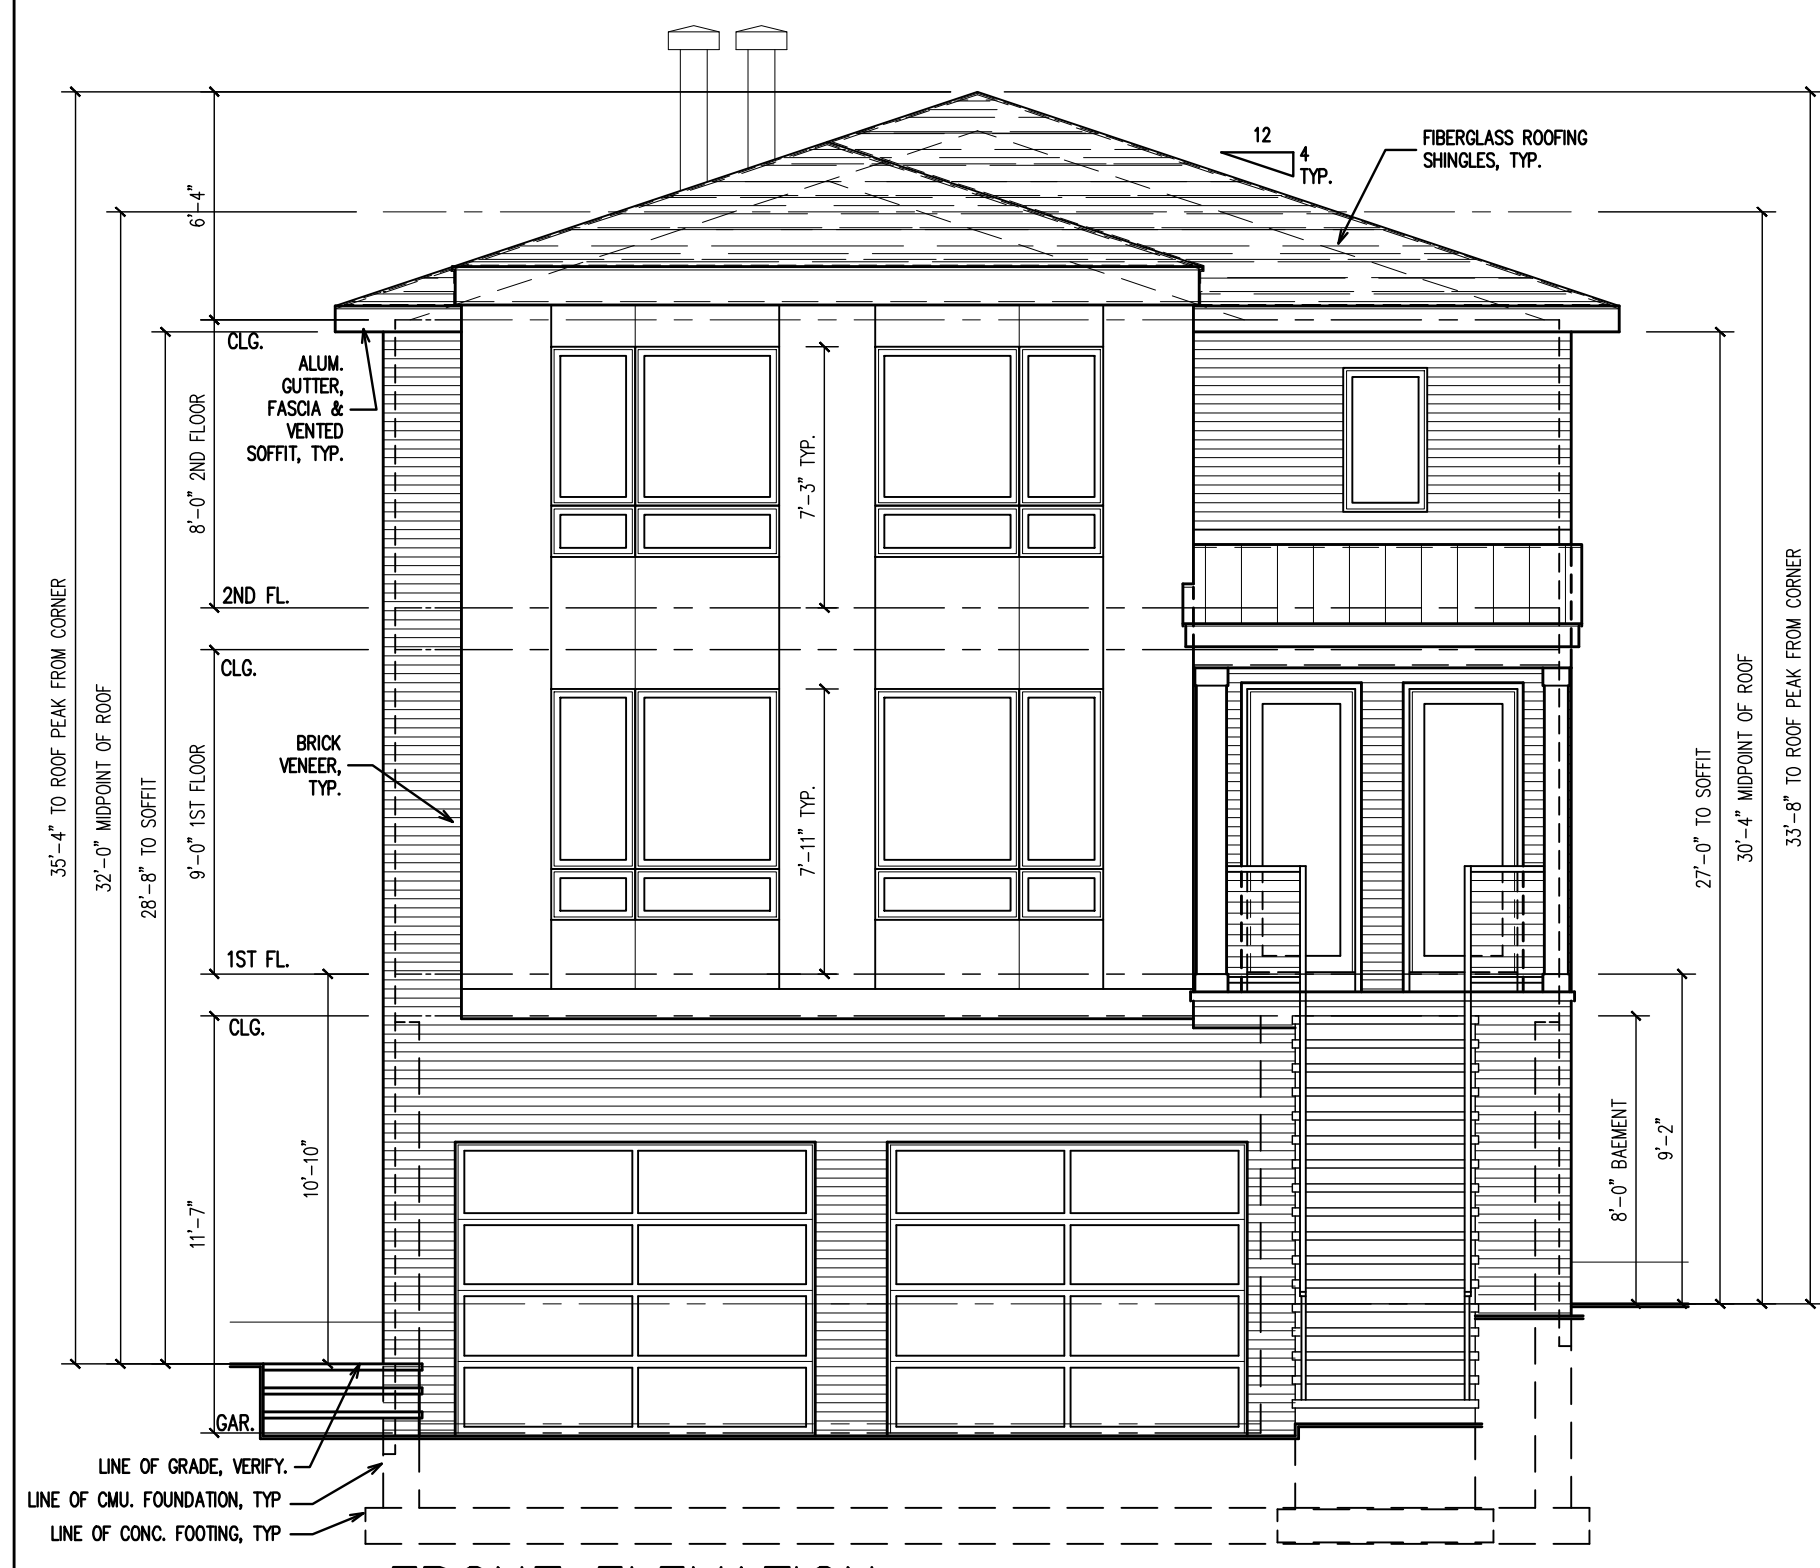 12
4
TYP.
FIBERGLASS ROOFING
SHINGLES, TYP.
6'-4"
CLG.
ALUM.
GUTTER,
FASCIA &
VENTED
SOFFIT, TYP.
8'-0" 2ND FLOOR
7'-3" TYP.
2ND FL.
CLG.
35'-4" TO ROOF PEAK FROM CORNER
32'-0" MIDPOINT OF ROOF
28'-8" TO SOFFIT
9'-0" 1ST FLOOR
BRICK
VENEER,
TYP.
7'-11" TYP.
27'-0" TO SOFFIT
30'-4" MIDPOINT OF ROOF
33'-8" TO ROOF PEAK FROM CORNER
1ST FL.
CLG.
10'-10"
11'-7"
8'-0" BAEMENT
9'-2"
GAR.
LINE OF GRADE, VERIFY.
LINE OF CMU. FOUNDATION, TYP
LINE OF CONC. FOOTING, TYP
FRONT ELEVATION